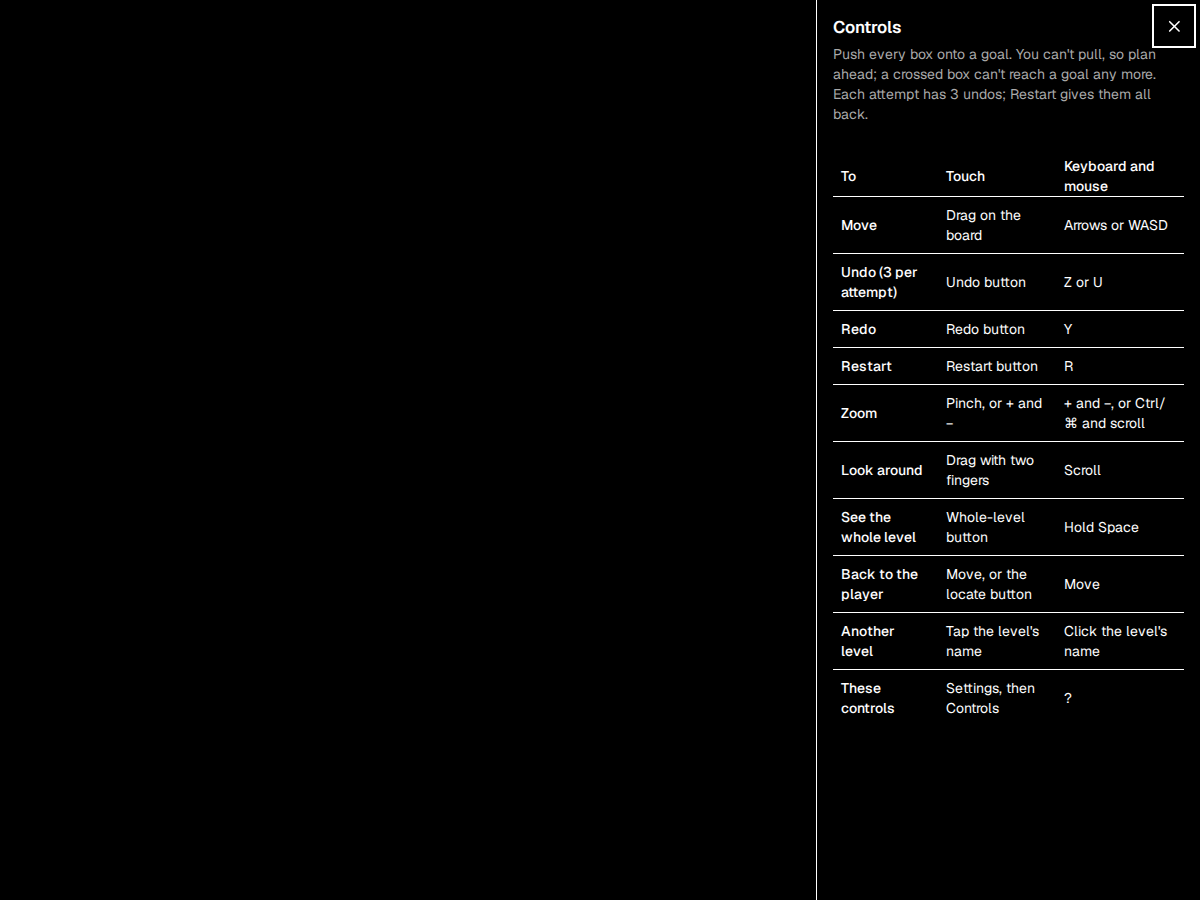 Controls
Push every box onto a goal. You can't pull, so plan
ahead; a crossed box can't reach a goal any more.
Each attempt has 3 undos; Restart gives them all
back.
To
Touch
Keyboard and
mouse
Move
Drag on the
board
Arrows or WASD
Undo (3 per
attempt)
Undo button
Z or U
Redo
Redo button
Y
Restart
Restart button
R
Zoom
Pinch, or + and
–
+ and –, or Ctrl/
⌘ and scroll
Look around
Drag with two
fingers
Scroll
See the
whole level
Whole-level
button
Hold Space
Back to the
player
Move, or the
locate button
Move
Another
level
Tap the level's
name
Click the level's
name
These
controls
Settings, then
Controls
?